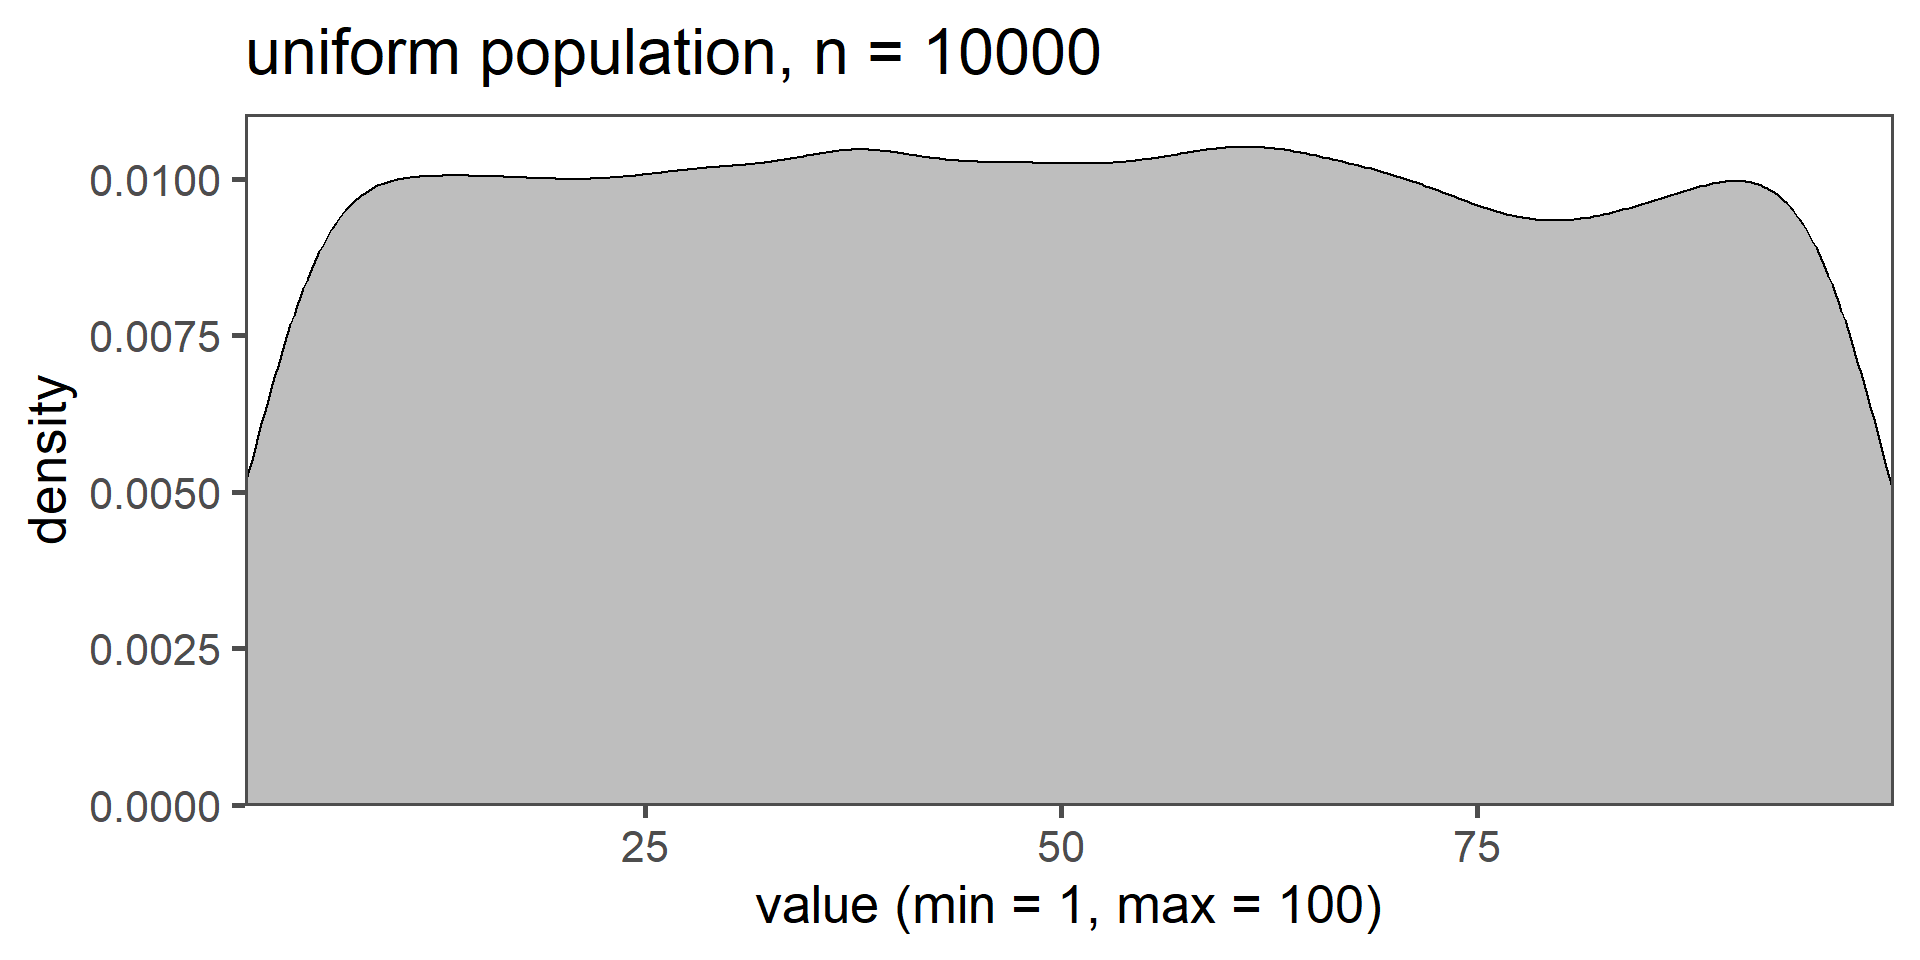 uniform population, n = 10000
density
0.0100
0.0075
0.0050
0.0025
0.0000
25 50 75
value (min = 1, max = 100)